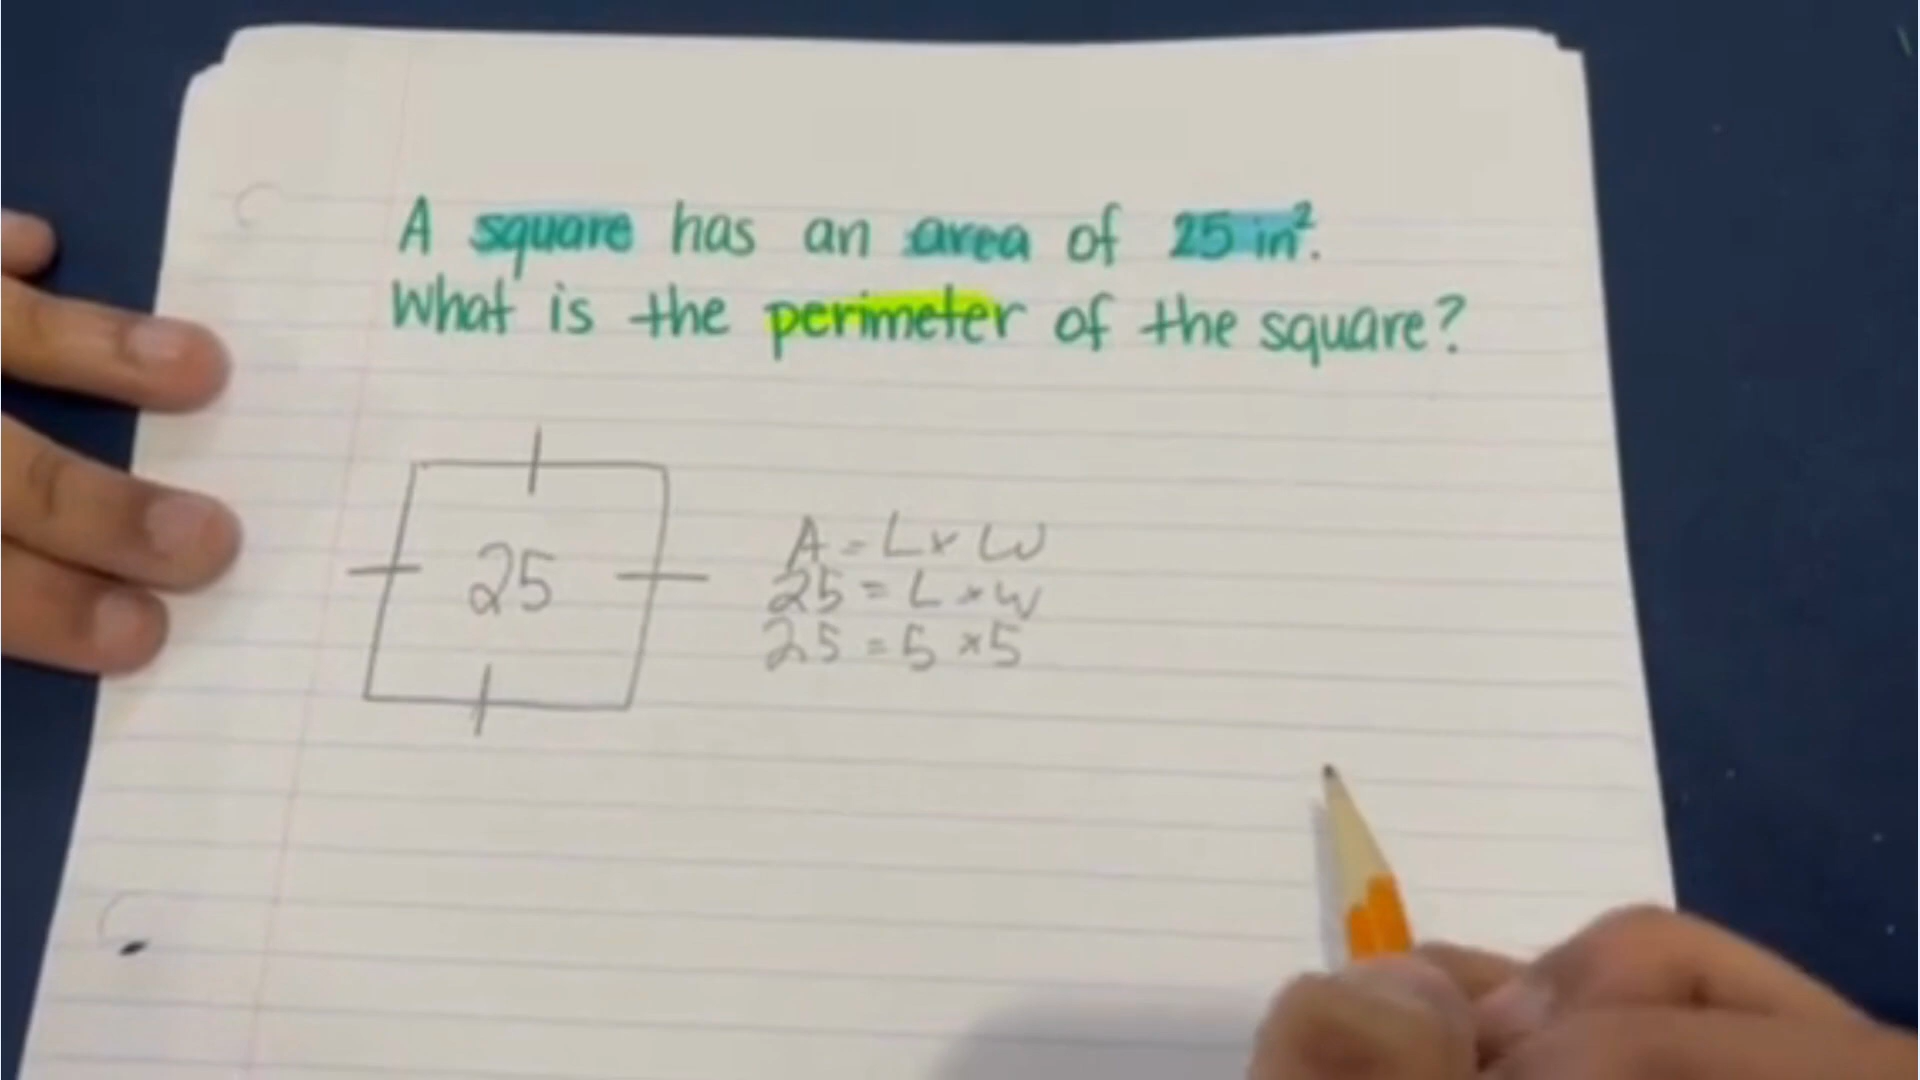 A square has an area of 25 in².
What is the perimeter of the square?
25
A = L x W
25 = L x W
25 = 5 x 5